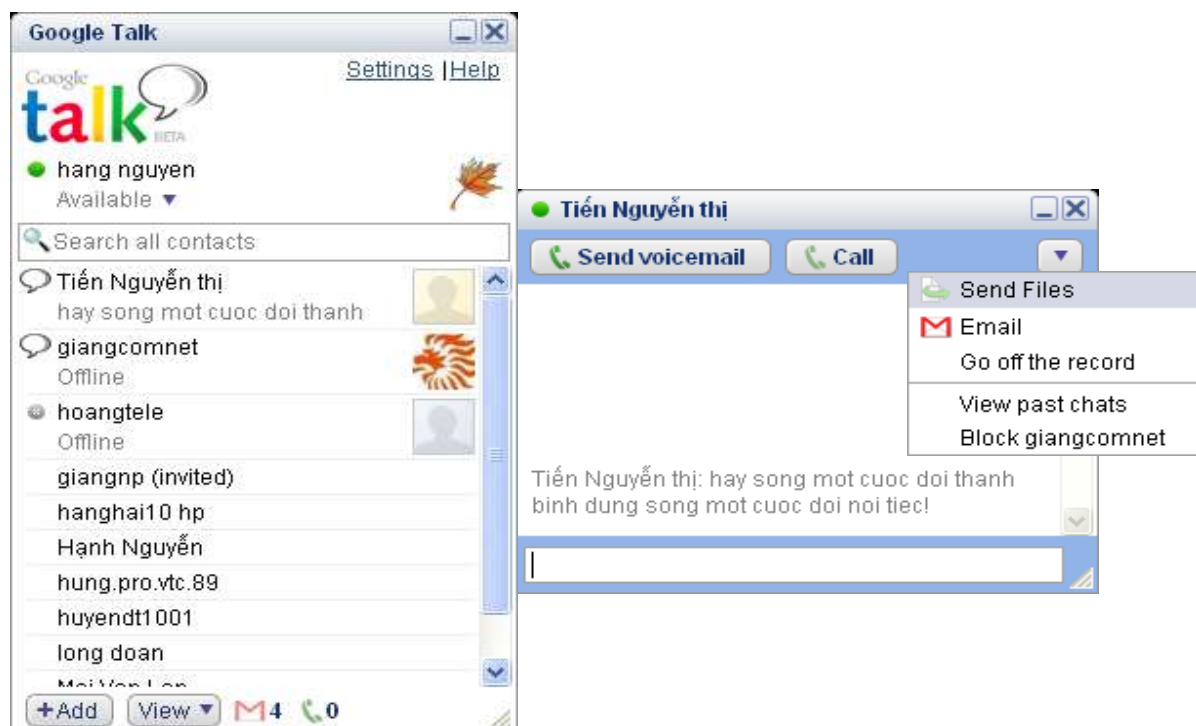 Google Talk
Settings | Help
Google
talk
BETA
hang nguyen
Available
Search all contacts
Tiến Nguyễn thị
hay song mot cuoc doi thanh
giangcomnet
Offline
hoangtele
Offline
giangnp (invited)
hanghai10 hp
Hạnh Nguyễn
hung.pro.vtc.89
huyendt1001
long doan
+Add View 4 0
Tiến Nguyễn thị
Send voicemail Call
Send Files
Email
Go off the record
View past chats
Block giangcomnet
Tiến Nguyễn thị: hay song mot cuoc doi thanh
binh dung song mot cuoc doi noi tiec!